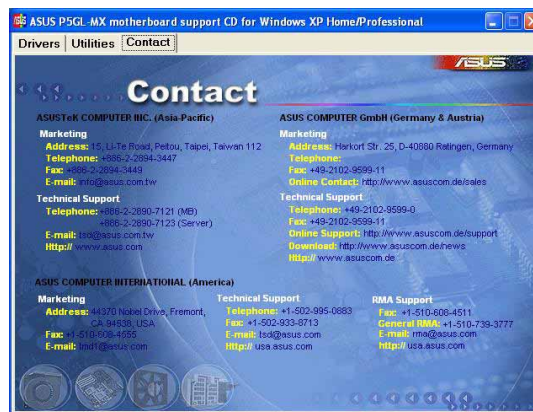 ASUS P5GL-MX motherboard support CD for Windows XP Home/Professional
Drivers Utilities Contact
ASUS
Contact
ASUSTeK COMPUTER INC. (Asia-Pacific)
Marketing
Address: 15, Li-Te Road, Peitou, Taipei, Taiwan 112
Telephone: +886-2-2894-3447
Fax: +886-2-2894-3449
E-mail: info@asus.com.tw
Technical Support
Telephone: +886-2-2890-7121 (MB)
+886-2-2890-7123 (Server)
E-mail: tsd@asus.com.tw
Http:// www.asus.com
ASUS COMPUTER GmbH (Germany & Austria)
Marketing
Address: Harkort Str. 25, D-40880 Ratingen, Germany
Telephone:
Fax: +49-2102-9599-11
Online Contact: http://www.asuscom.de/sales
Technical Support
Telephone: +49-2102-9599-0
Fax: +49-2102-9599-11
Online Support: http://www.asuscom.de/support
Download: http://www.asuscom.de/news
Http:// www.asuscom.de
ASUS COMPUTER INTERNATIONAL (America)
Marketing
Address: 44370 Nobel Drive, Fremont,
CA 94538, USA
Fax: +1-510-608-4555
E-mail: tmd1@asus.com
Technical Support
Telephone: +1-502-995-0883
Fax: +1-502-933-8713
E-mail: tsd@asus.com
Http:// usa.asus.com
RMA Support
Fax: +1-510-608-4511
General RMA: +1-510-739-3777
E-mail: rma@asus.com
http:// usa.asus.com